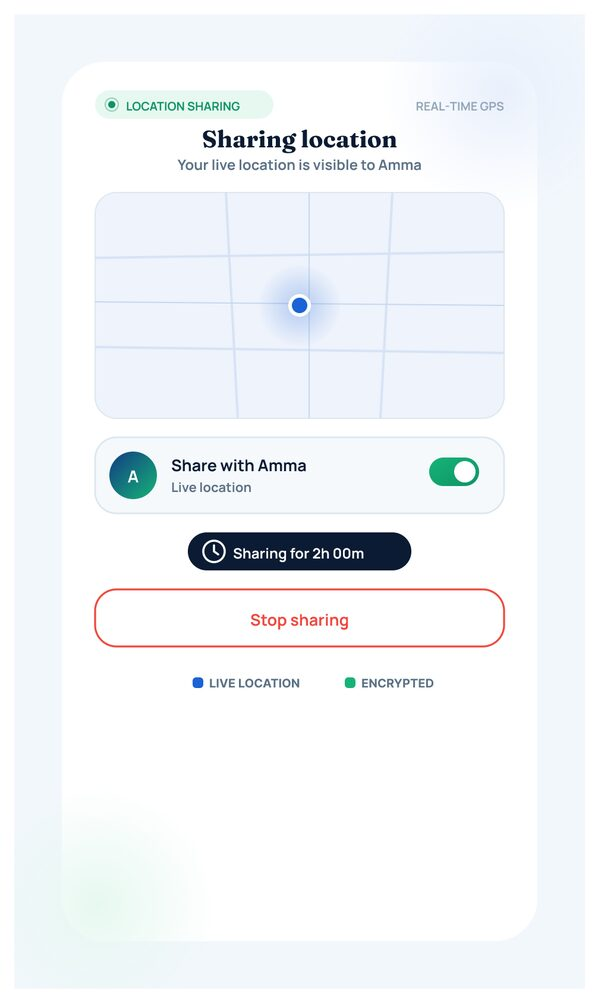 LOCATION SHARING
REAL-TIME GPS
Sharing location
Your live location is visible to Amma
A
Share with Amma
Live location
Sharing for 2h 00m
Stop sharing
LIVE LOCATION
ENCRYPTED